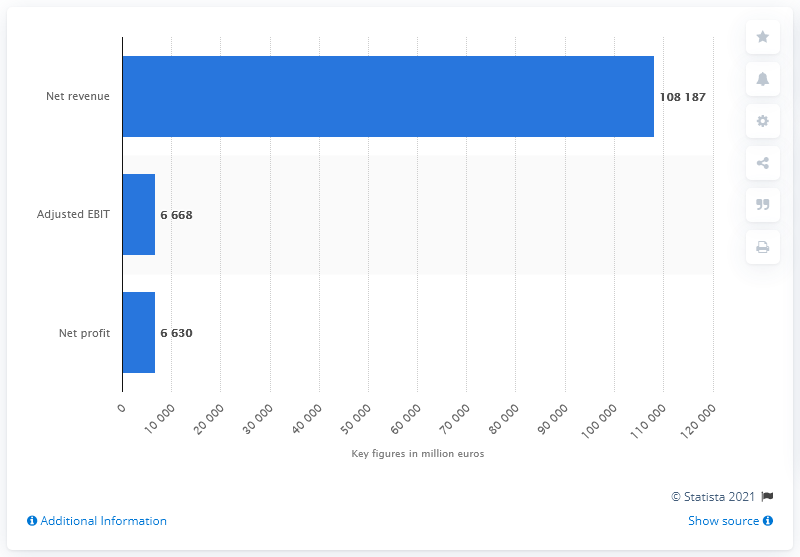 Net revenue
108 187
Adjusted EBIT
6 668
Net profit
6 630
0
10 000
20 000
30 000
40 000
50 000
60 000
70 000
80 000
90 000
100 000
110 000
120 000
Key figures in million euros
© Statista 2021
Additional Information
Show source